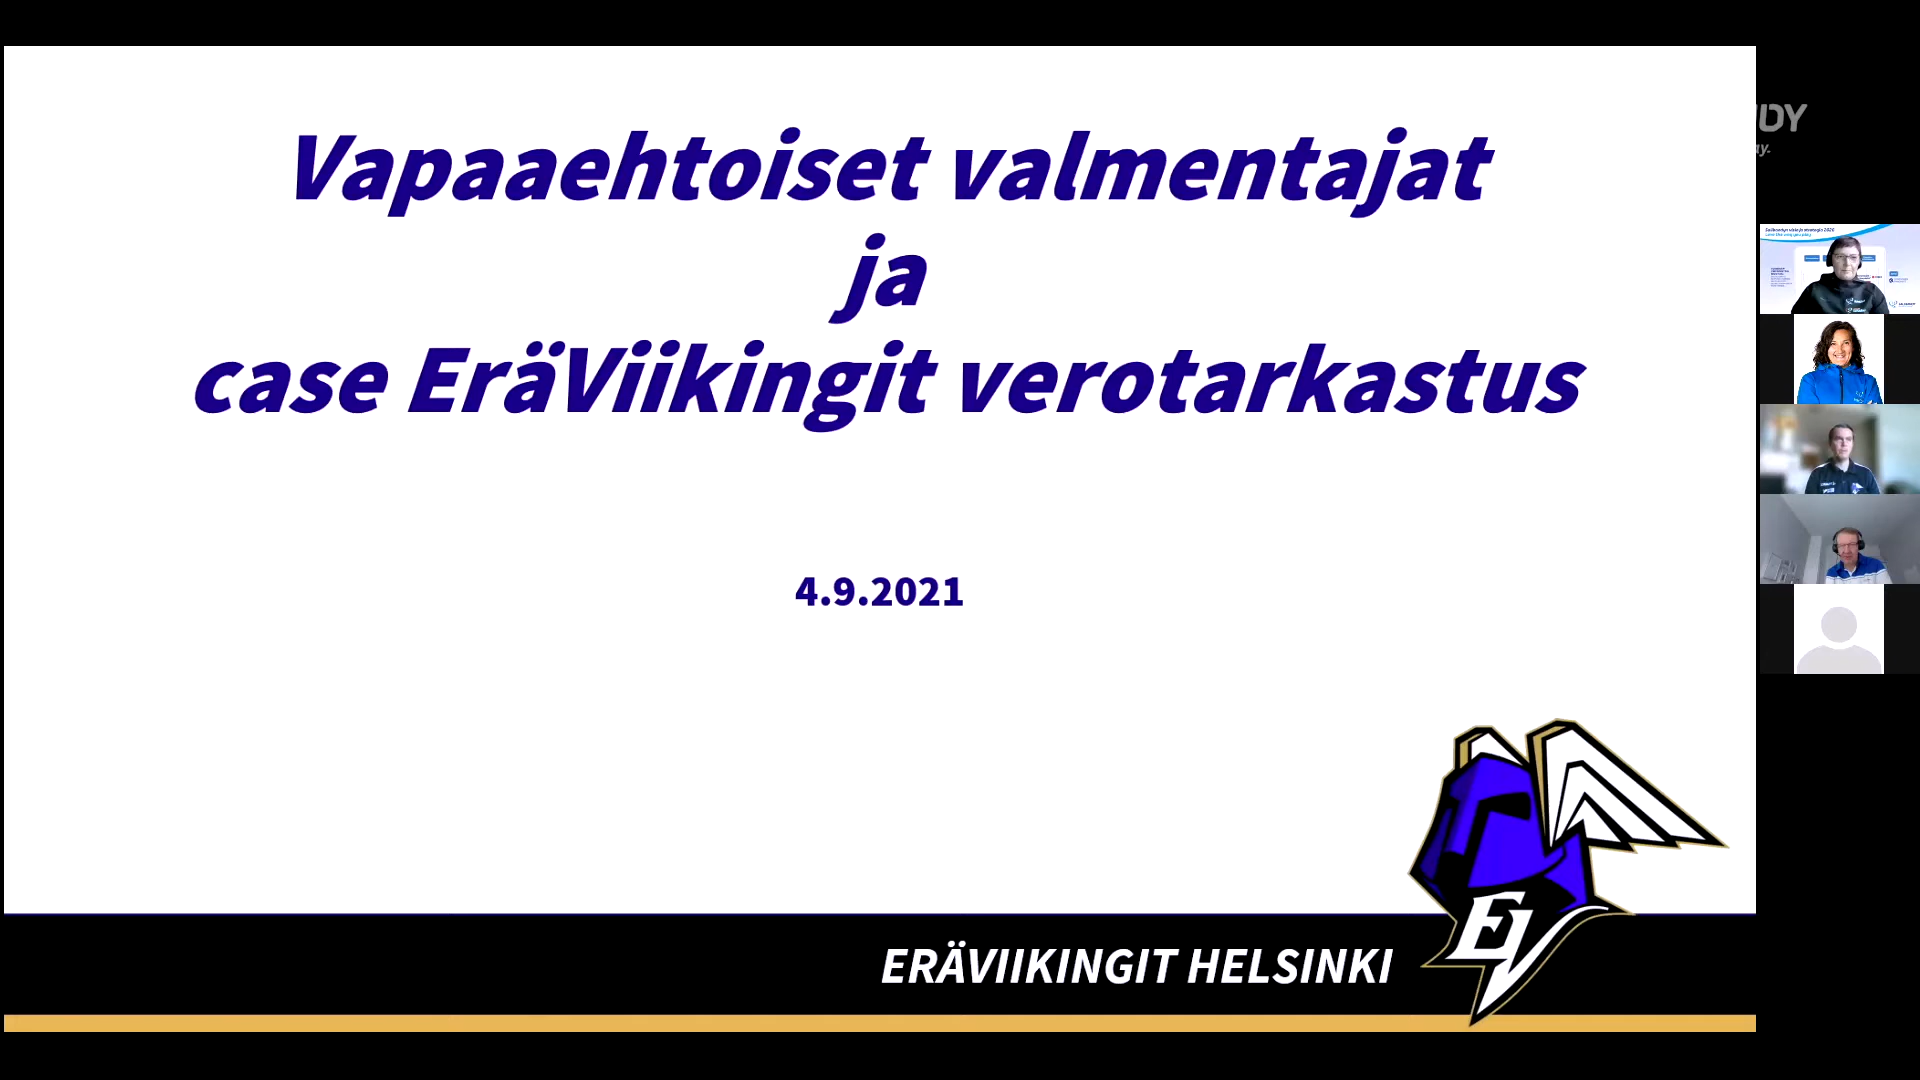 Vapaaehtoiset valmentajat
ja
case EräViikingit verotarkastus
4.9.2021
ERÄVIIKINGIT HELSINKI
EV